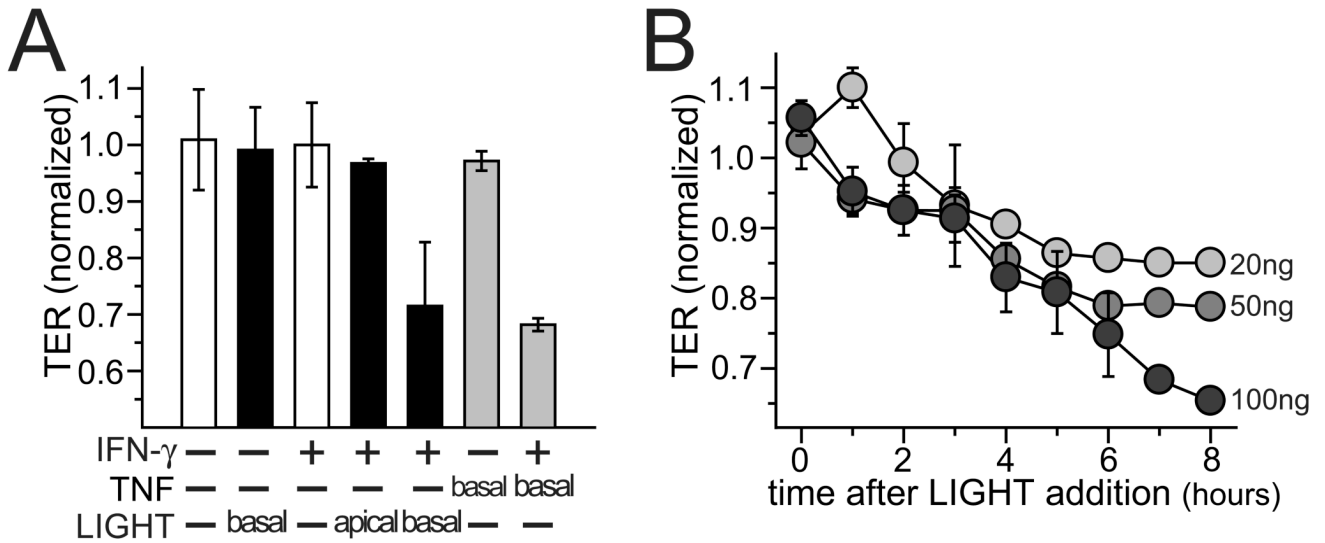 A
TER (normalized)
1.1
1.0
0.9
0.8
0.7
0.6
IFN-γ − − + + + − +
TNF − − − − − basal basal
LIGHT − basal − apical basal − −
B
TER (normalized)
1.1
1.0
0.9
0.8
0.7
20ng
50ng
100ng
0 2 4 6 8
time after LIGHT addition (hours)